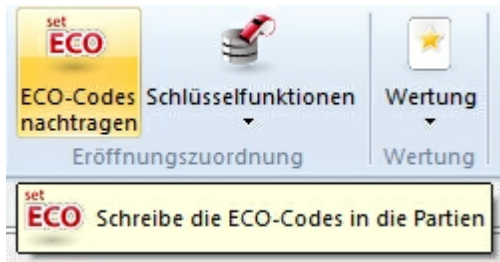 set
ECO
ECO-Codes
nachtragen
Schlüsselfunktionen
Eröffnungszuordnung
Wertung
Wertung
set
ECO Schreibe die ECO-Codes in die Partien